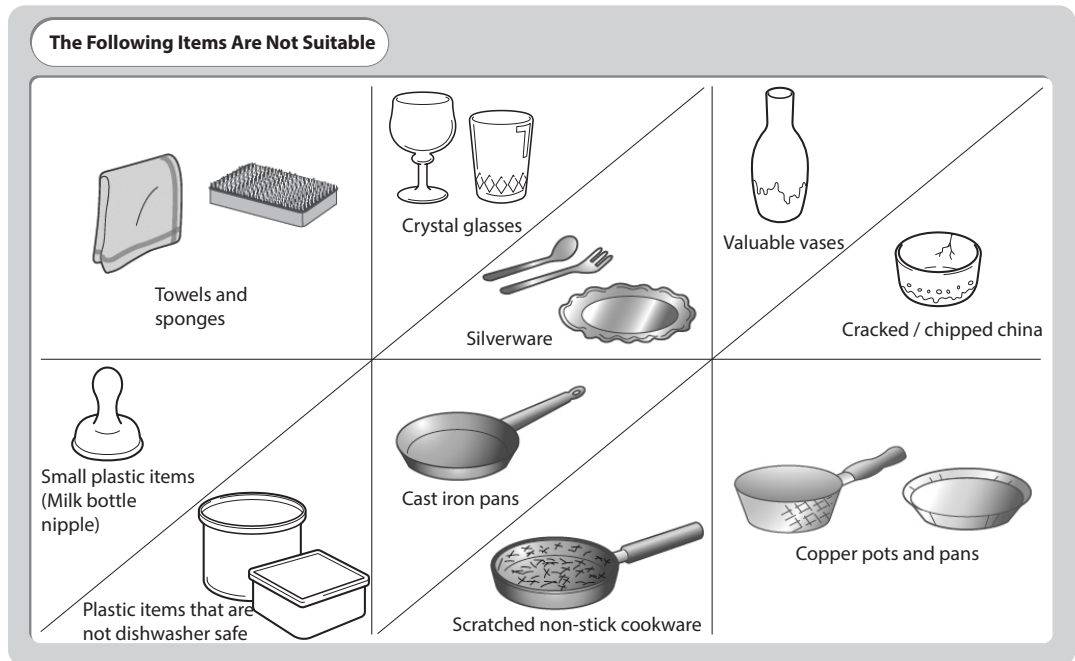 The Following Items Are Not Suitable
Towels and
sponges
Crystal glasses
Silverware
Valuable vases
Cracked / chipped china
Small plastic items
(Milk bottle
nipple)
Plastic items that are
not dishwasher safe
Cast iron pans
Scratched non-stick cookware
Copper pots and pans